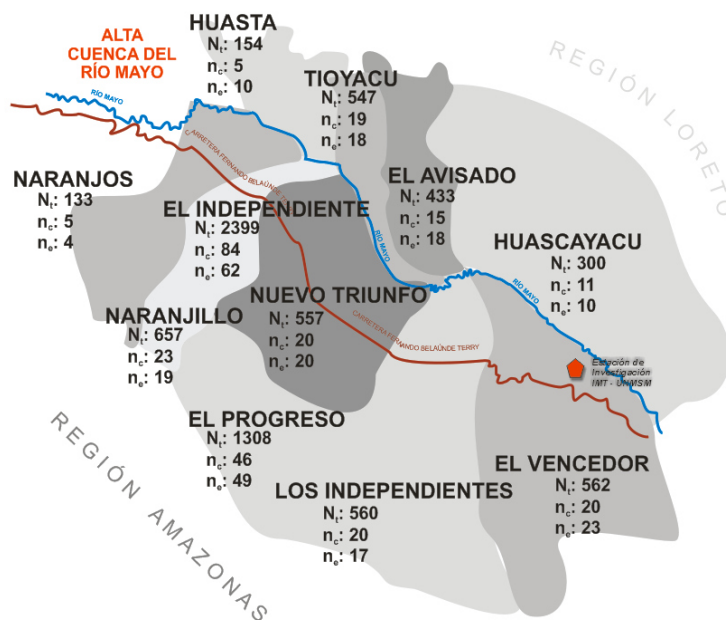 ALTA
CUENCA DEL
RÍO MAYO
HUASTA
Nt: 154
nc: 5
ne: 10
TIOYACU
Nt: 547
nc: 19
ne: 18
REGIÓN LORETO
RÍO MAYO
CARRETERA FERNANDO BELAÚNDE TERRY
NARANJOS
Nt: 133
nc: 5
ne: 4
EL INDEPENDIENTE
Nt: 2399
nc: 84
ne: 62
EL AVISADO
Nt: 433
nc: 15
ne: 18
HUASCAYACU
Nt: 300
nc: 11
ne: 10
RÍO MAYO
NARANJILLO
Nt: 657
nc: 23
ne: 19
NUEVO TRIUNFO
Nt: 557
nc: 20
ne: 20
CARRETERA FERNANDO BELAÚNDE TERRY
Estación de
Investigación
IMT - UNMSM
EL PROGRESO
Nt: 1308
nc: 46
ne: 49
LOS INDEPENDIENTES
Nt: 560
nc: 20
ne: 17
EL VENCEDOR
Nt: 562
nc: 20
ne: 23
REGIÓN AMAZONAS